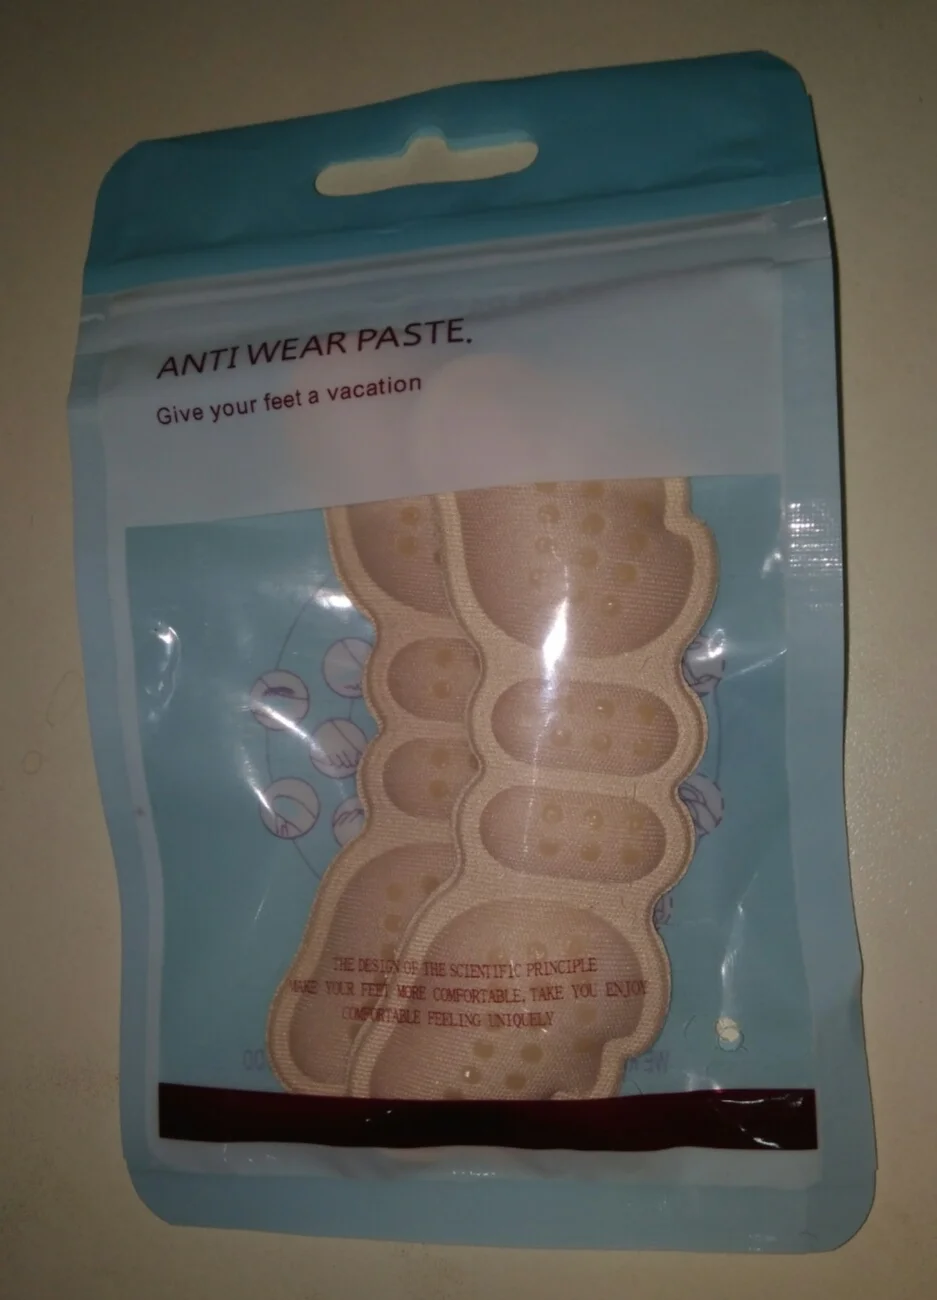 ANTI WEAR PASTE.
Give your feet a vacation
THE DESIGN OF THE SCIENTIFIC PRINCIPLE
MAKE YOUR FEET MORE COMFORTABLE, TAKE YOU ENJOY
COMFORTABLE FEELING UNIQUELY